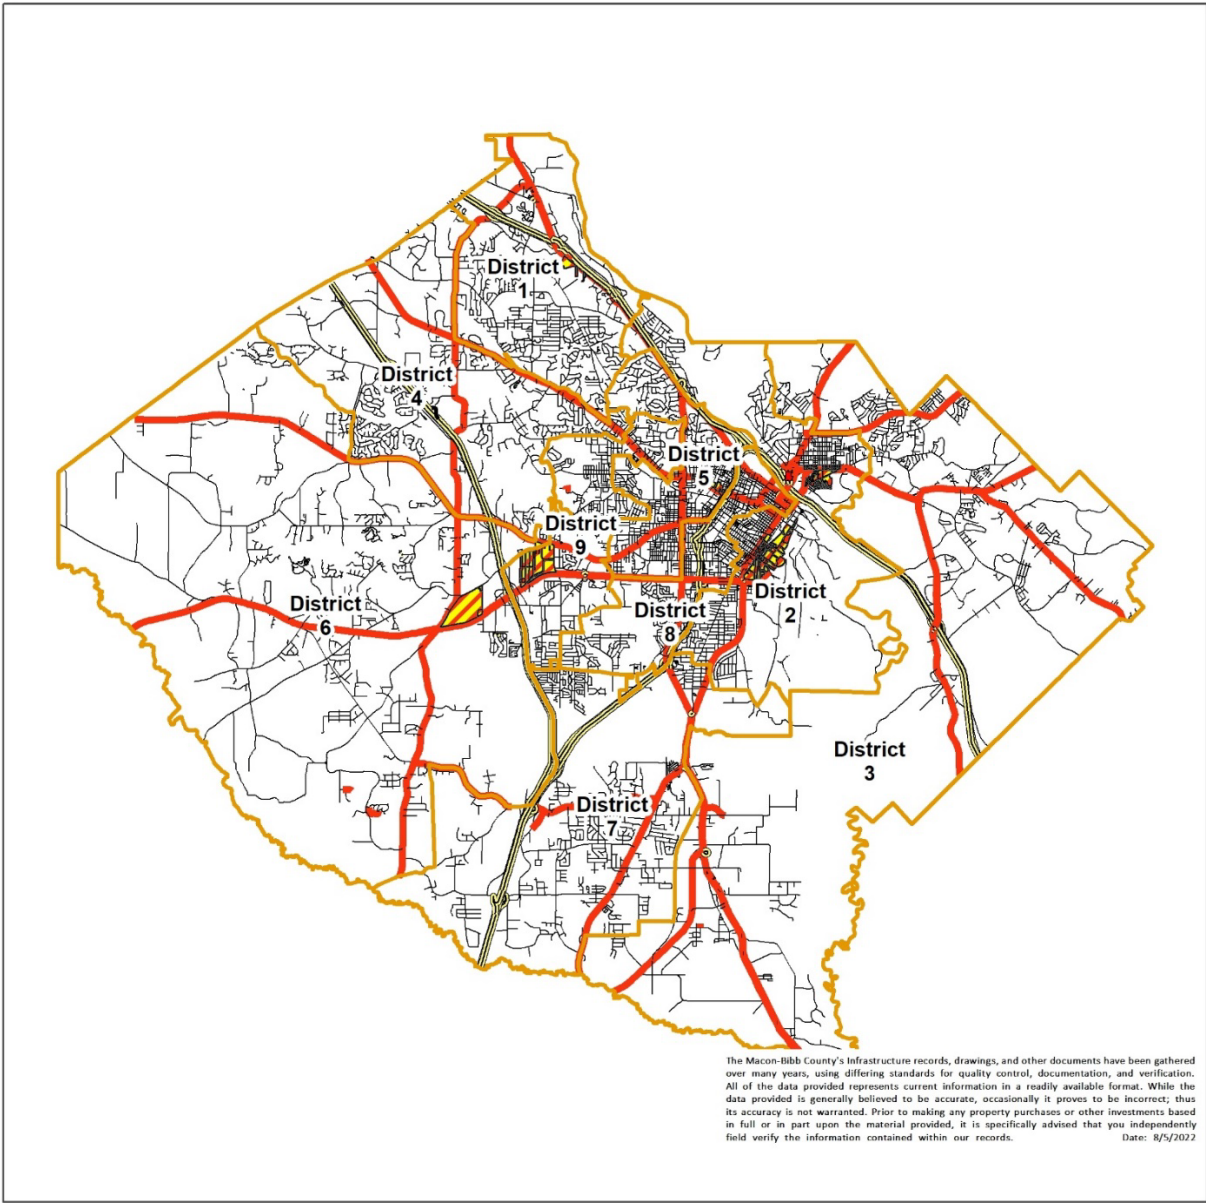 District
1
District
4
District
5
District
9
District
2
District
6
District
8
District
3
District
7
The Macon-Bibb County's Infrastructure records, drawings, and other documents have been gathered
over many years, using differing standards for quality control, documentation, and verification.
All of the data provided represents current information in a readily available format. While the
data provided is generally believed to be accurate, occasionally it proves to be incorrect; thus
its accuracy is not warranted. Prior to making any property purchases or other investments based
in full or in part upon the material provided, it is specifically advised that you independently
field verify the information contained within our records. Date: 8/5/2022